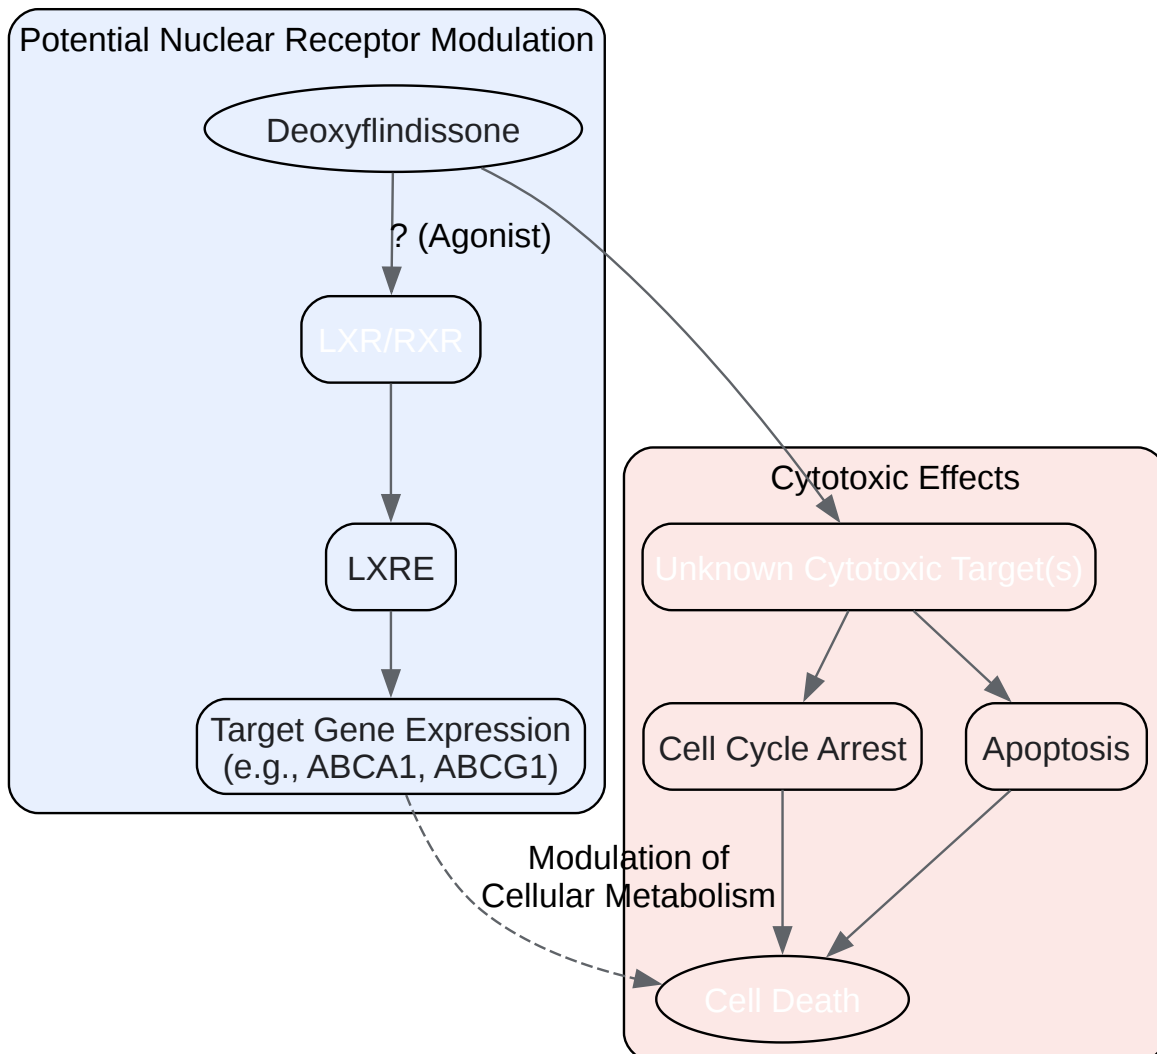 Potential Nuclear Receptor Modulation
Deoxyflindissone
? (Agonist)
LXR/RXR
LXRE
Target Gene Expression
(e.g., ABCA1, ABCG1)
Modulation of
Cellular Metabolism
Cytotoxic Effects
Unknown Cytotoxic Target(s)
Cell Cycle Arrest
Apoptosis
Cell Death